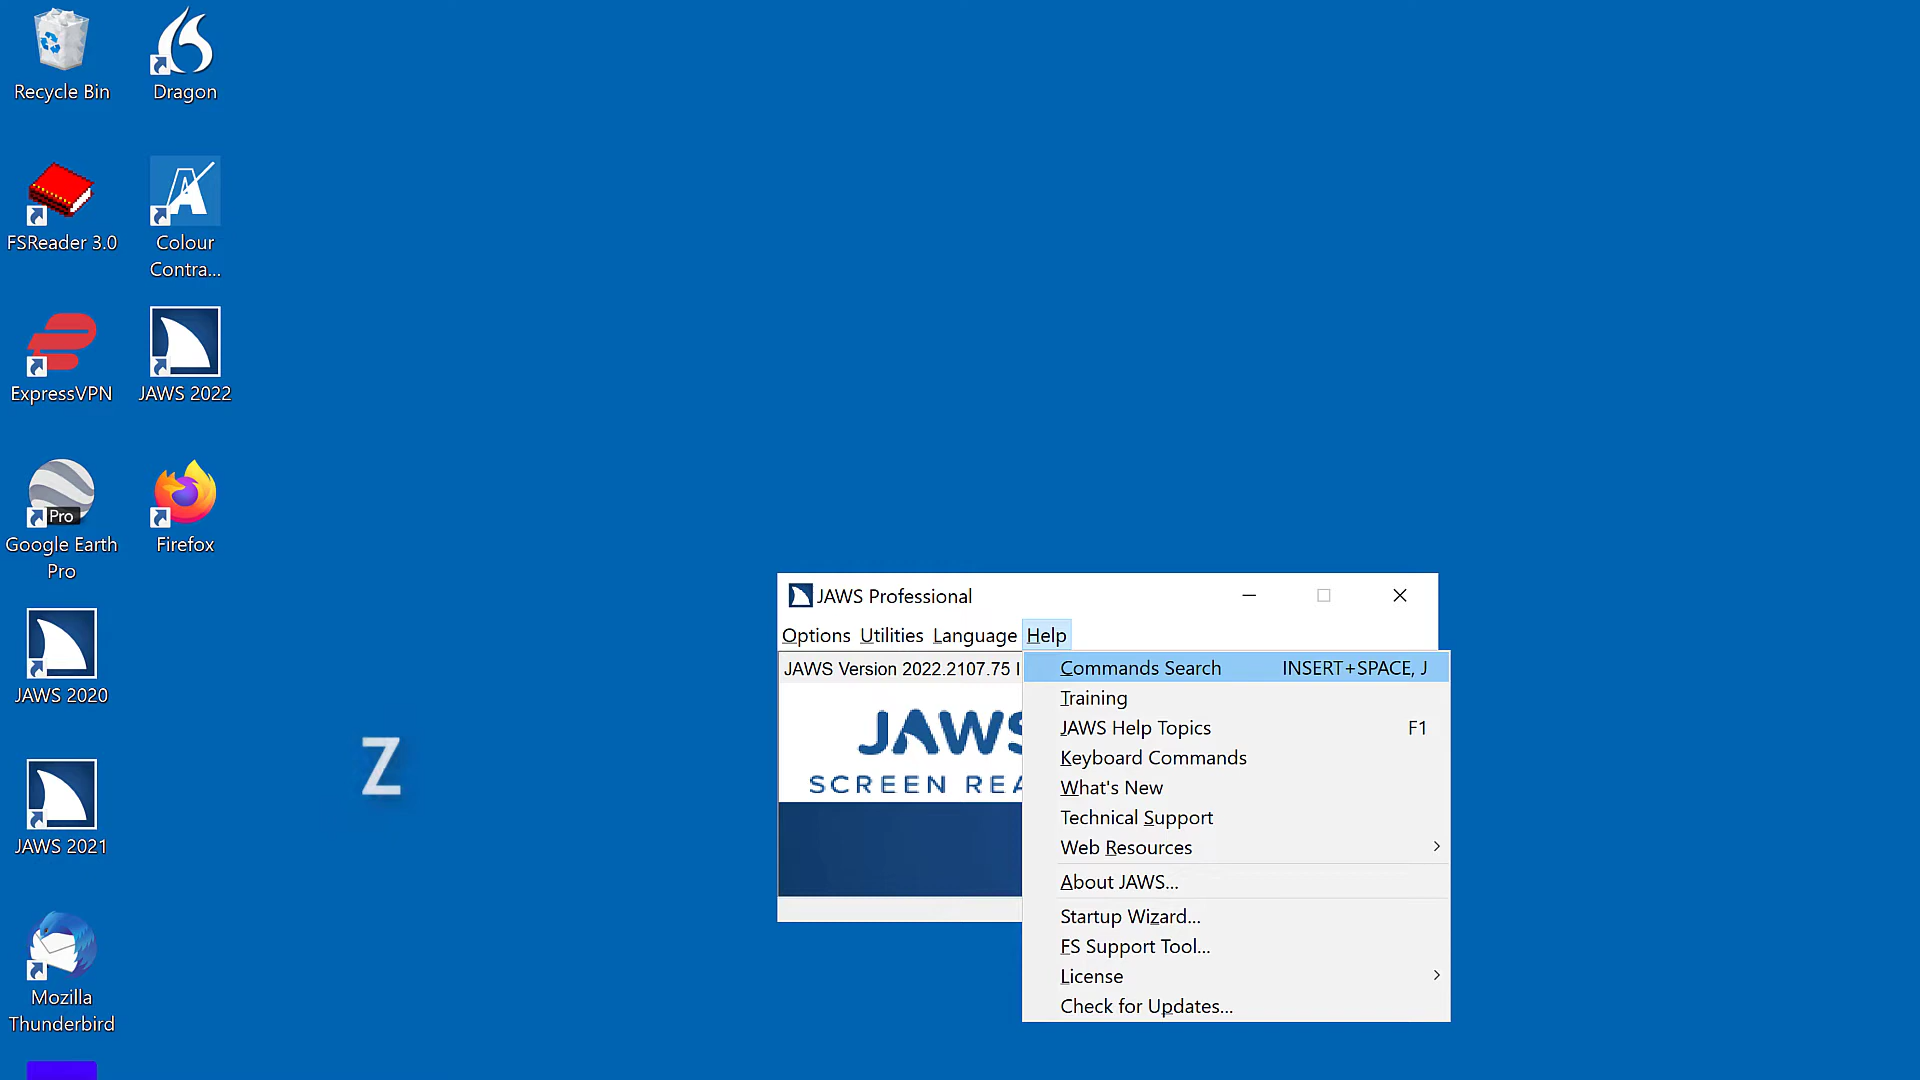 Recycle Bin
Dragon
FSReader 3.0
Colour
Contra...
ExpressVPN
JAWS 2022
Pro
Google Earth
Pro
Firefox
JAWS 2020
JAWS 2021
Mozilla
Thunderbird
Z
JAWS Professional
Options Utilities Language Help
JAWS Version 2022.2107.75 I
JAWS
SCREEN REA
Commands Search INSERT+SPACE, J
Training
JAWS Help Topics F1
Keyboard Commands
What's New
Technical Support
Web Resources
About JAWS...
Startup Wizard...
FS Support Tool...
License
Check for Updates...